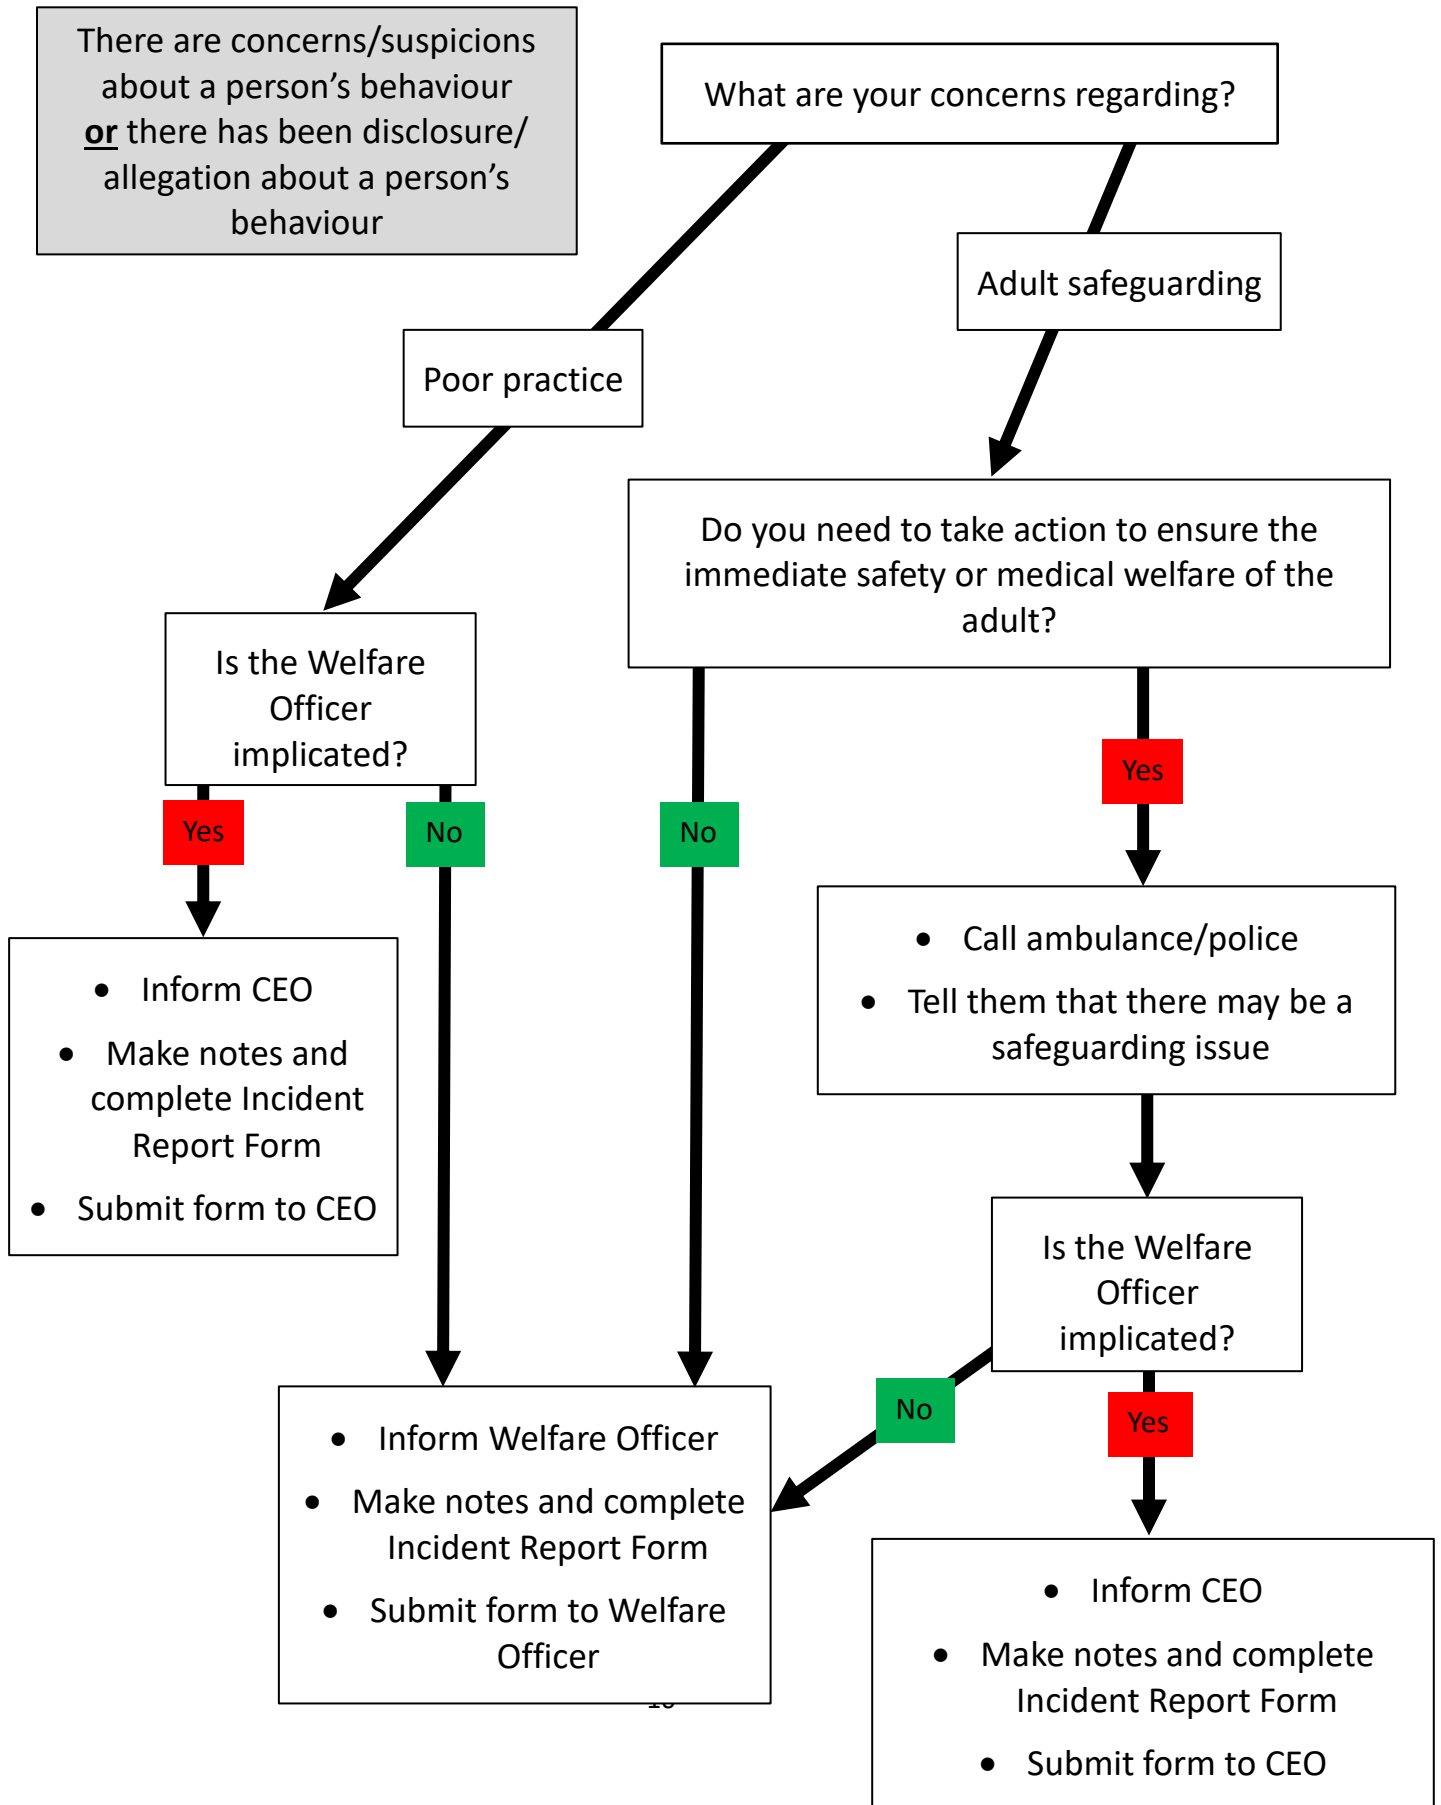 There are concerns/suspicions
about a person’s behaviour
or there has been disclosure/
allegation about a person’s
behaviour
What are your concerns regarding?
Adult safeguarding
Poor practice
Do you need to take action to ensure the
immediate safety or medical welfare of the
adult?
Is the Welfare
Officer
implicated?
Yes
Yes
No
No
• Call ambulance/police
• Tell them that there may be a
safeguarding issue
• Inform CEO
• Make notes and
complete Incident
Report Form
• Submit form to CEO
Is the Welfare
Officer
implicated?
No
Yes
• Inform Welfare Officer
• Make notes and complete
Incident Report Form
• Submit form to Welfare
Officer
• Inform CEO
• Make notes and complete
Incident Report Form
• Submit form to CEO